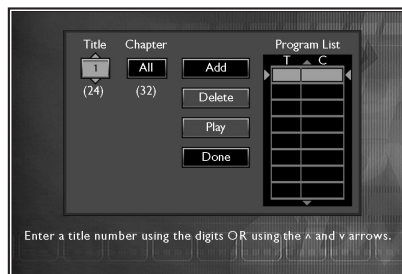 Title Chapter Program List
T C
1 All Add
(24) (32)
Delete
Play
Done
Enter a title number using the digits OR using the ʌ and v arrows.